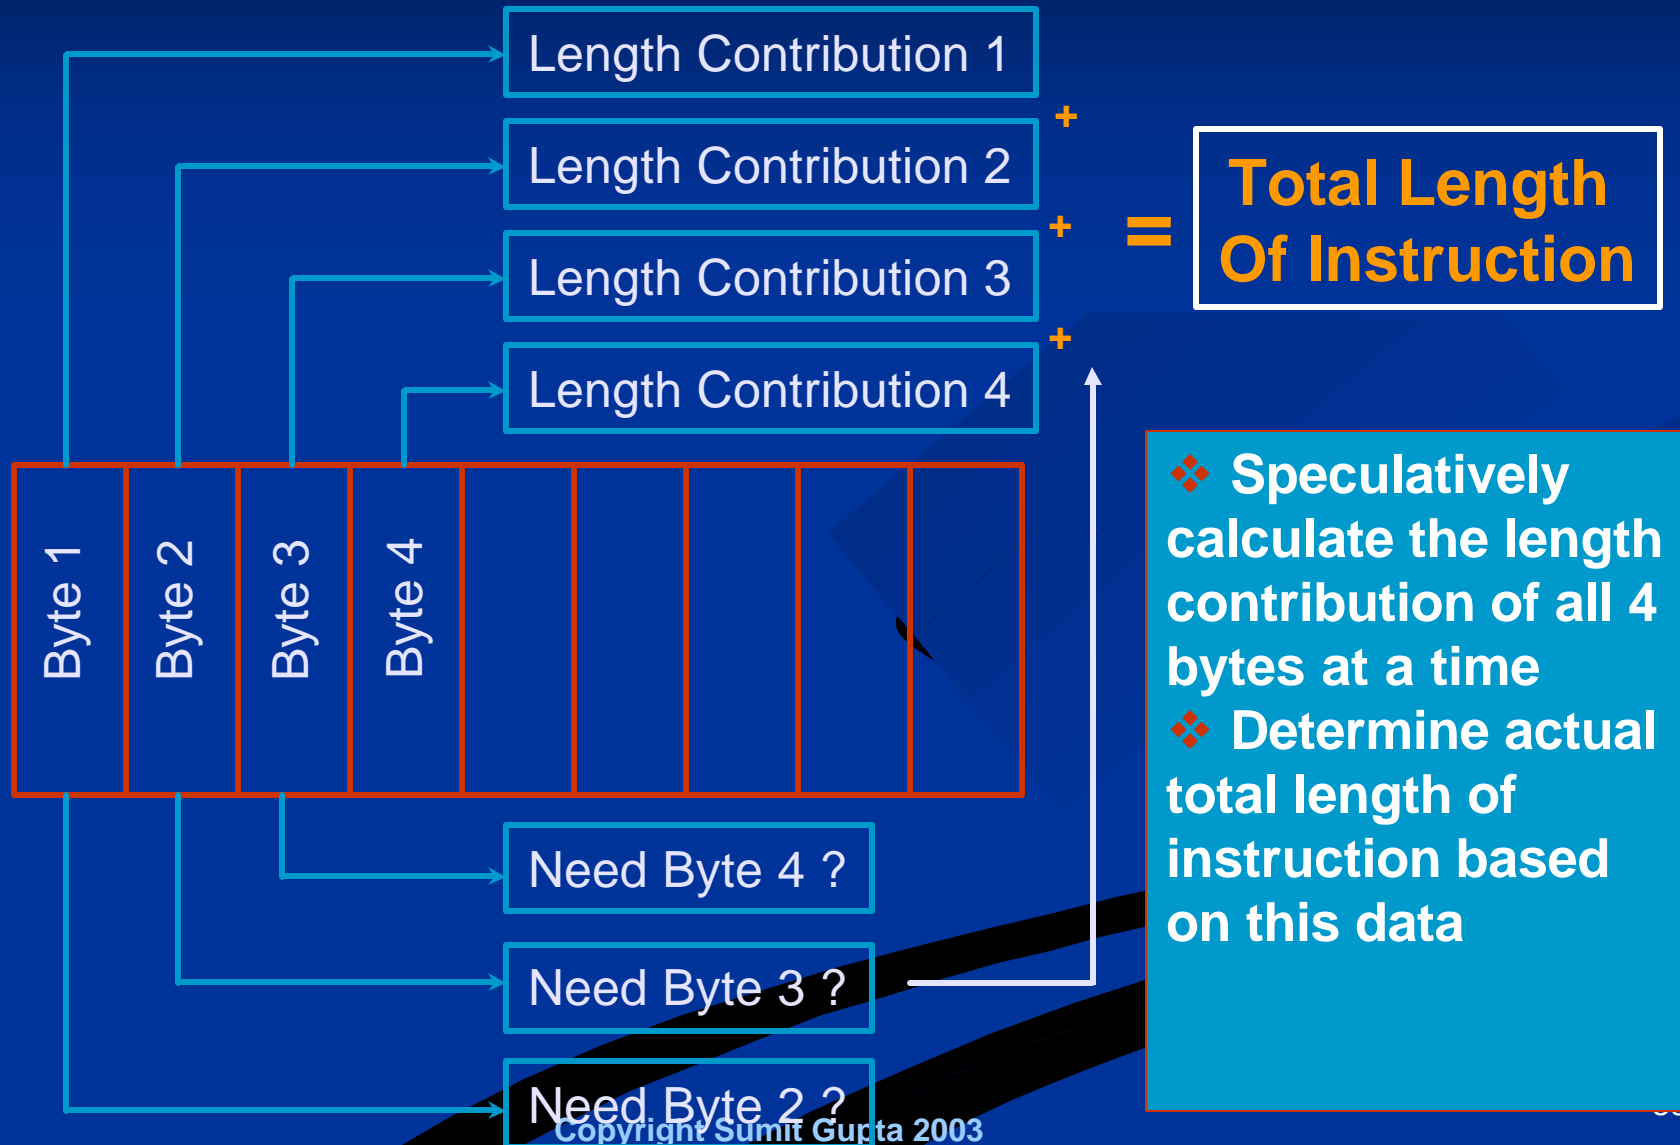 Length Contribution 1
+
Length Contribution 2
+
Length Contribution 3
+
Length Contribution 4
=
Total Length
Of Instruction
Byte 1
Byte 2
Byte 3
Byte 4
Need Byte 4 ?
Need Byte 3 ?
Need Byte 2 ?
❖ Speculatively
calculate the length
contribution of all 4
bytes at a time
❖ Determine actual
total length of
instruction based
on this data
Copyright Sumit Gupta 2003